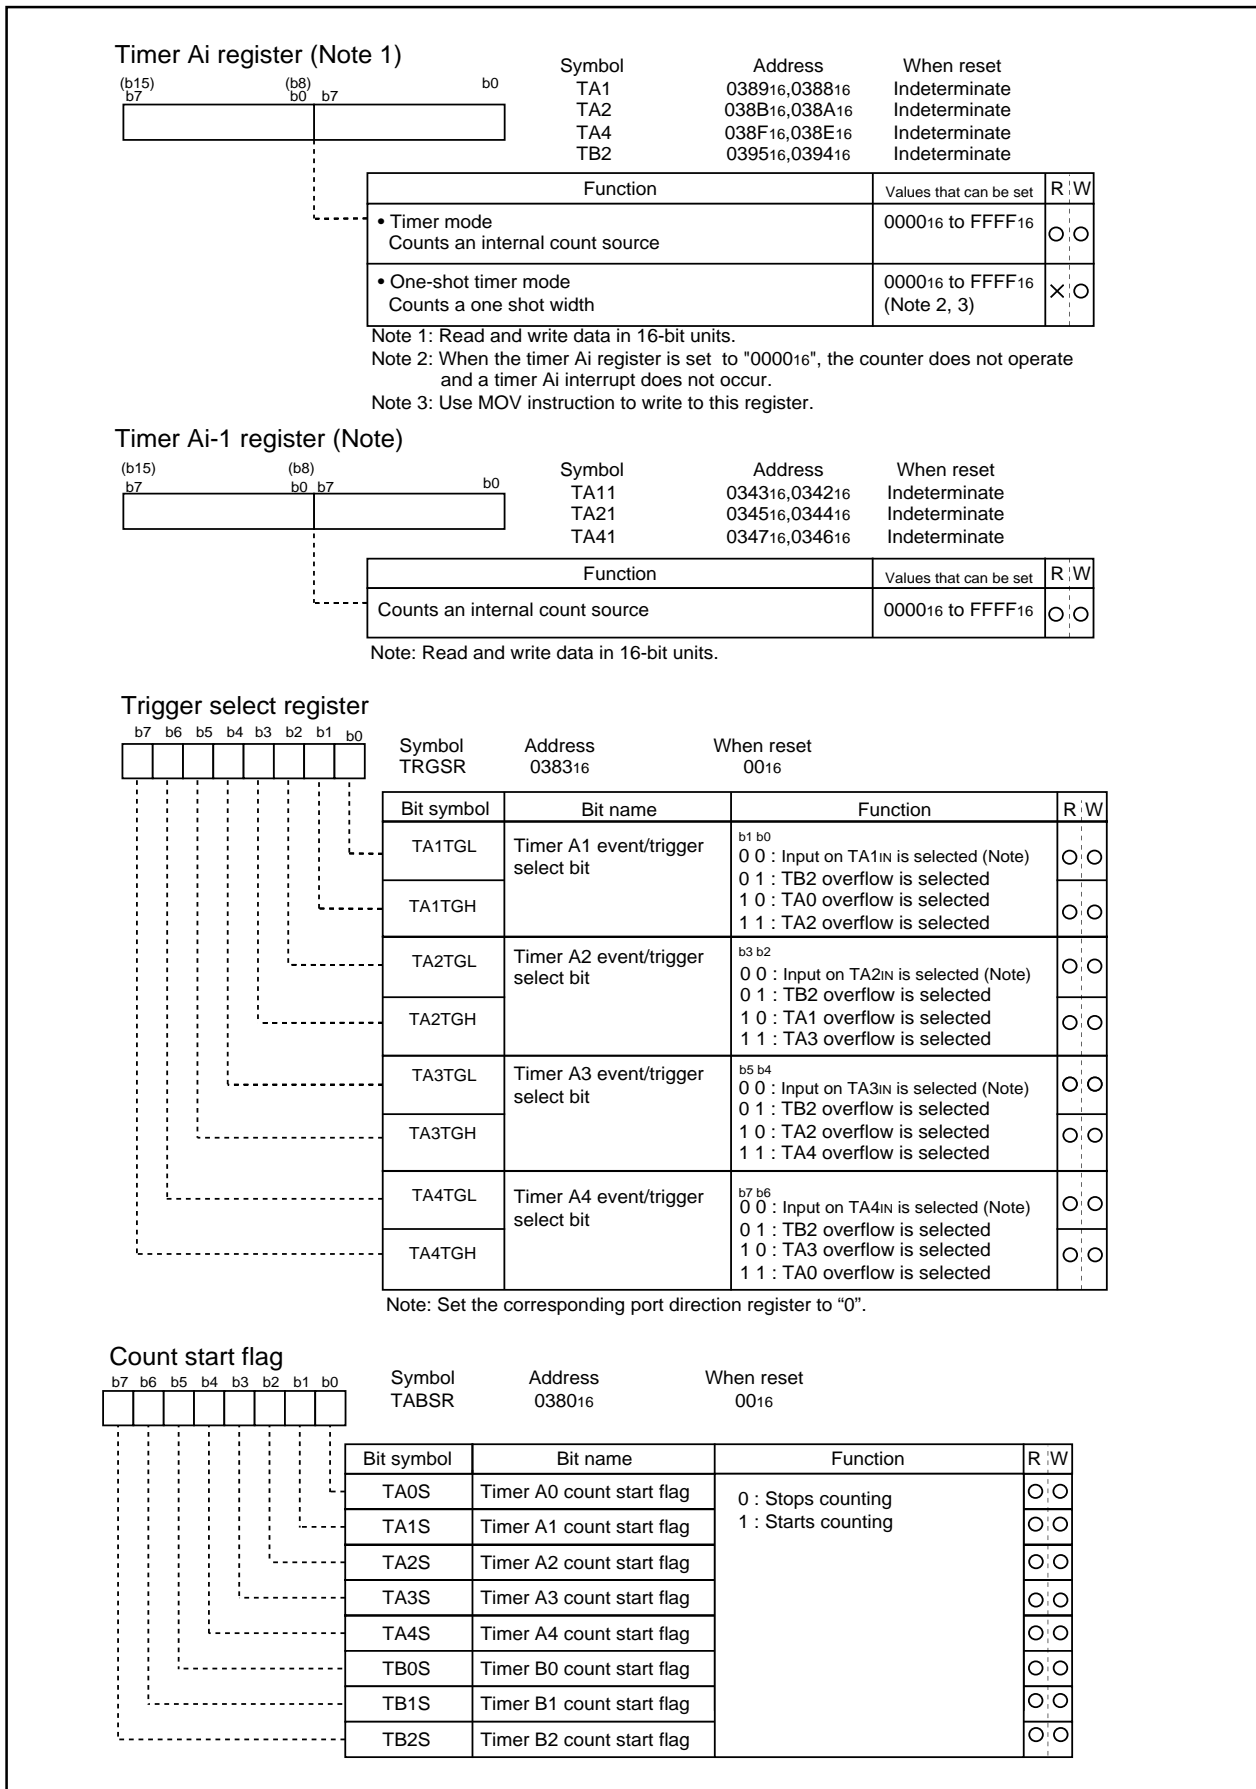 Timer Ai register (Note 1)
Symbol Address When reset
(b15) (b8)
b7 b0 b7 b0
TA1 038916,038816 Indeterminate
TA2 038B16,038A16 Indeterminate
TA4 038F16,038E16 Indeterminate
TB2 039516,039416 Indeterminate
Function Values that can be set R W
• Timer mode 000016 to FFFF16
Counts an internal count source
• One-shot timer mode 000016 to FFFF16
Counts a one shot width (Note 2, 3)
Note 1: Read and write data in 16-bit units.
Note 2: When the timer Ai register is set to "000016", the counter does not operate
and a timer Ai interrupt does not occur.
Note 3: Use MOV instruction to write to this register.
Timer Ai-1 register (Note)
(b15) (b8) Symbol Address When reset
b7 b0 b7 b0
TA11 034316,034216 Indeterminate
TA21 034516,034416 Indeterminate
TA41 034716,034616 Indeterminate
Function Values that can be set R W
Counts an internal count source 000016 to FFFF16
Note: Read and write data in 16-bit units.
Trigger select register
b7 b6 b5 b4 b3 b2 b1 b0
Symbol Address When reset
TRGSR 038316 0016
Bit symbol Bit name Function R W
TA1TGL Timer A1 event/trigger
select bit
b1 b0
0 0 : Input on TA1IN is selected (Note)
0 1 : TB2 overflow is selected
TA1TGH 1 0 : TA0 overflow is selected
1 1 : TA2 overflow is selected
TA2TGL Timer A2 event/trigger
select bit
b3 b2
0 0 : Input on TA2IN is selected (Note)
0 1 : TB2 overflow is selected
TA2TGH 1 0 : TA1 overflow is selected
1 1 : TA3 overflow is selected
TA3TGL Timer A3 event/trigger
select bit
b5 b4
0 0 : Input on TA3IN is selected (Note)
0 1 : TB2 overflow is selected
TA3TGH 1 0 : TA2 overflow is selected
1 1 : TA4 overflow is selected
TA4TGL Timer A4 event/trigger
select bit
b7 b6
0 0 : Input on TA4IN is selected (Note)
0 1 : TB2 overflow is selected
TA4TGH 1 0 : TA3 overflow is selected
1 1 : TA0 overflow is selected
Note: Set the corresponding port direction register to “0”.
Count start flag
b7 b6 b5 b4 b3 b2 b1 b0
Symbol Address When reset
TABSR 038016 0016
Bit symbol Bit name Function R W
TA0S Timer A0 count start flag 0 : Stops counting
TA1S Timer A1 count start flag 1 : Starts counting
TA2S Timer A2 count start flag
TA3S Timer A3 count start flag
TA4S Timer A4 count start flag
TB0S Timer B0 count start flag
TB1S Timer B1 count start flag
TB2S Timer B2 count start flag